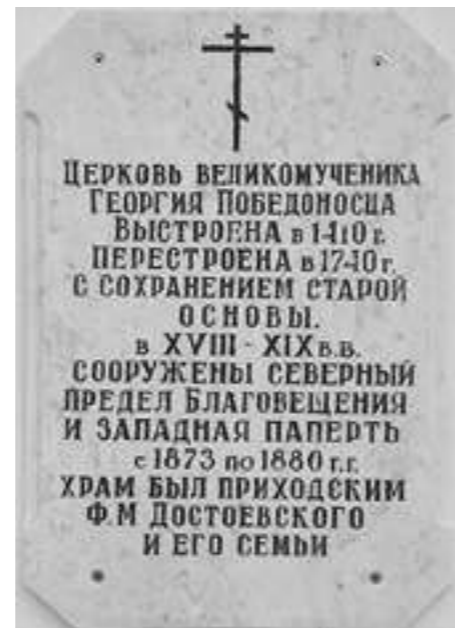 Церковь великомученика
Георгия Победоносца
Выстроена в 1410 г.
перестроена в 1740 г.
с сохранением старой
основы.
в XVIII - XIX в.в.
сооружены северный
предел Благовещения
и западная паперть
с 1873 по 1880 г.г.
храм был приходским
Ф.М Достоевского
и его семьи